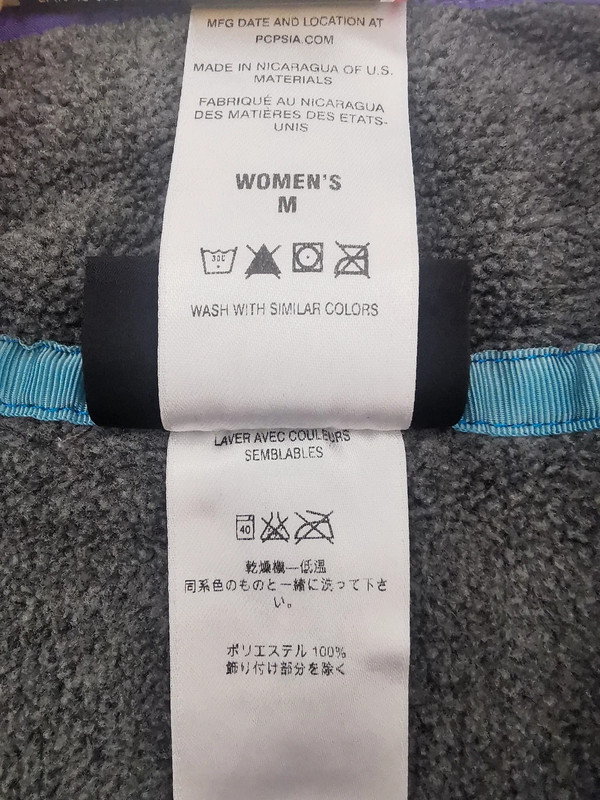 MFG DATE AND LOCATION AT
PCPSIA.COM
MADE IN NICARAGUA OF U.S.
MATERIALS
FABRIQUÉ AU NICARAGUA
DES MATIÈRES DES ETATS-
UNIS
WOMEN'S
M
30C
WASH WITH SIMILAR COLORS
LAVER AVEC COULEURS
SEMBLABLES
40
乾燥機—低温
同系色のものと一緒に洗って下さ
い。
ポリエステル 100%
飾り付け部分を除く